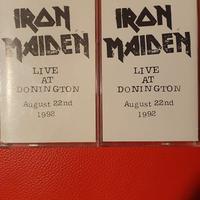 IRON
MAIDEN
LIVE
AT
DONINGTON
August 22nd
1992
IRON
MAIDEN
LIVE
AT
DONINGTON
August 22nd
1992